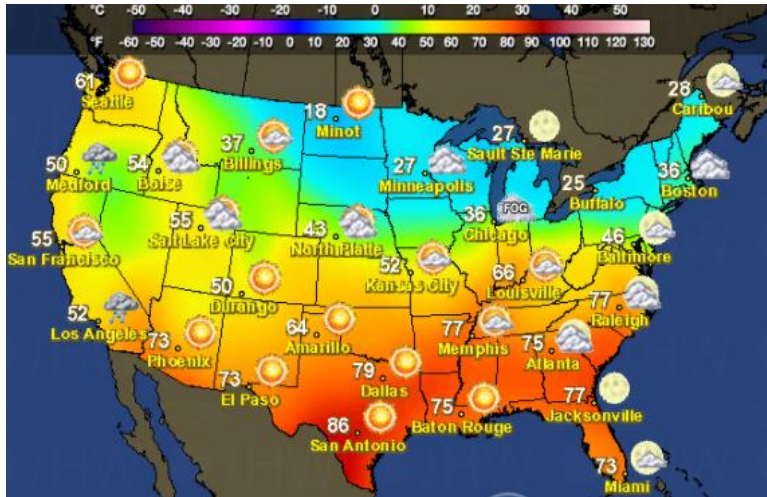 °C -50 -40 -30 -20 -10 0 10 20 30 40 50
°F -60 -50 -40 -30 -20 -10 0 10 20 30 40 50 60 70 80 90 100 110 120 130
61
Seattle
18
Minot
28
Caribou
37
Billings
27
Sault Ste Marie
50
Medford
54
Boise
27
Minneapolis
36
Boston
25
Buffalo
55
Salt Lake City
43
North Platte
FOG
36
Chicago
55
San Francisco
46
Baltimore
52
Kansas City
66
Louisville
50
Durango
77
Raleigh
52
Los Angeles
64
Amarillo
77
Memphis
75
Atlanta
73
Phoenix
73
El Paso
79
Dallas
77
Jacksonville
75
Baton Rouge
86
San Antonio
73
Miami